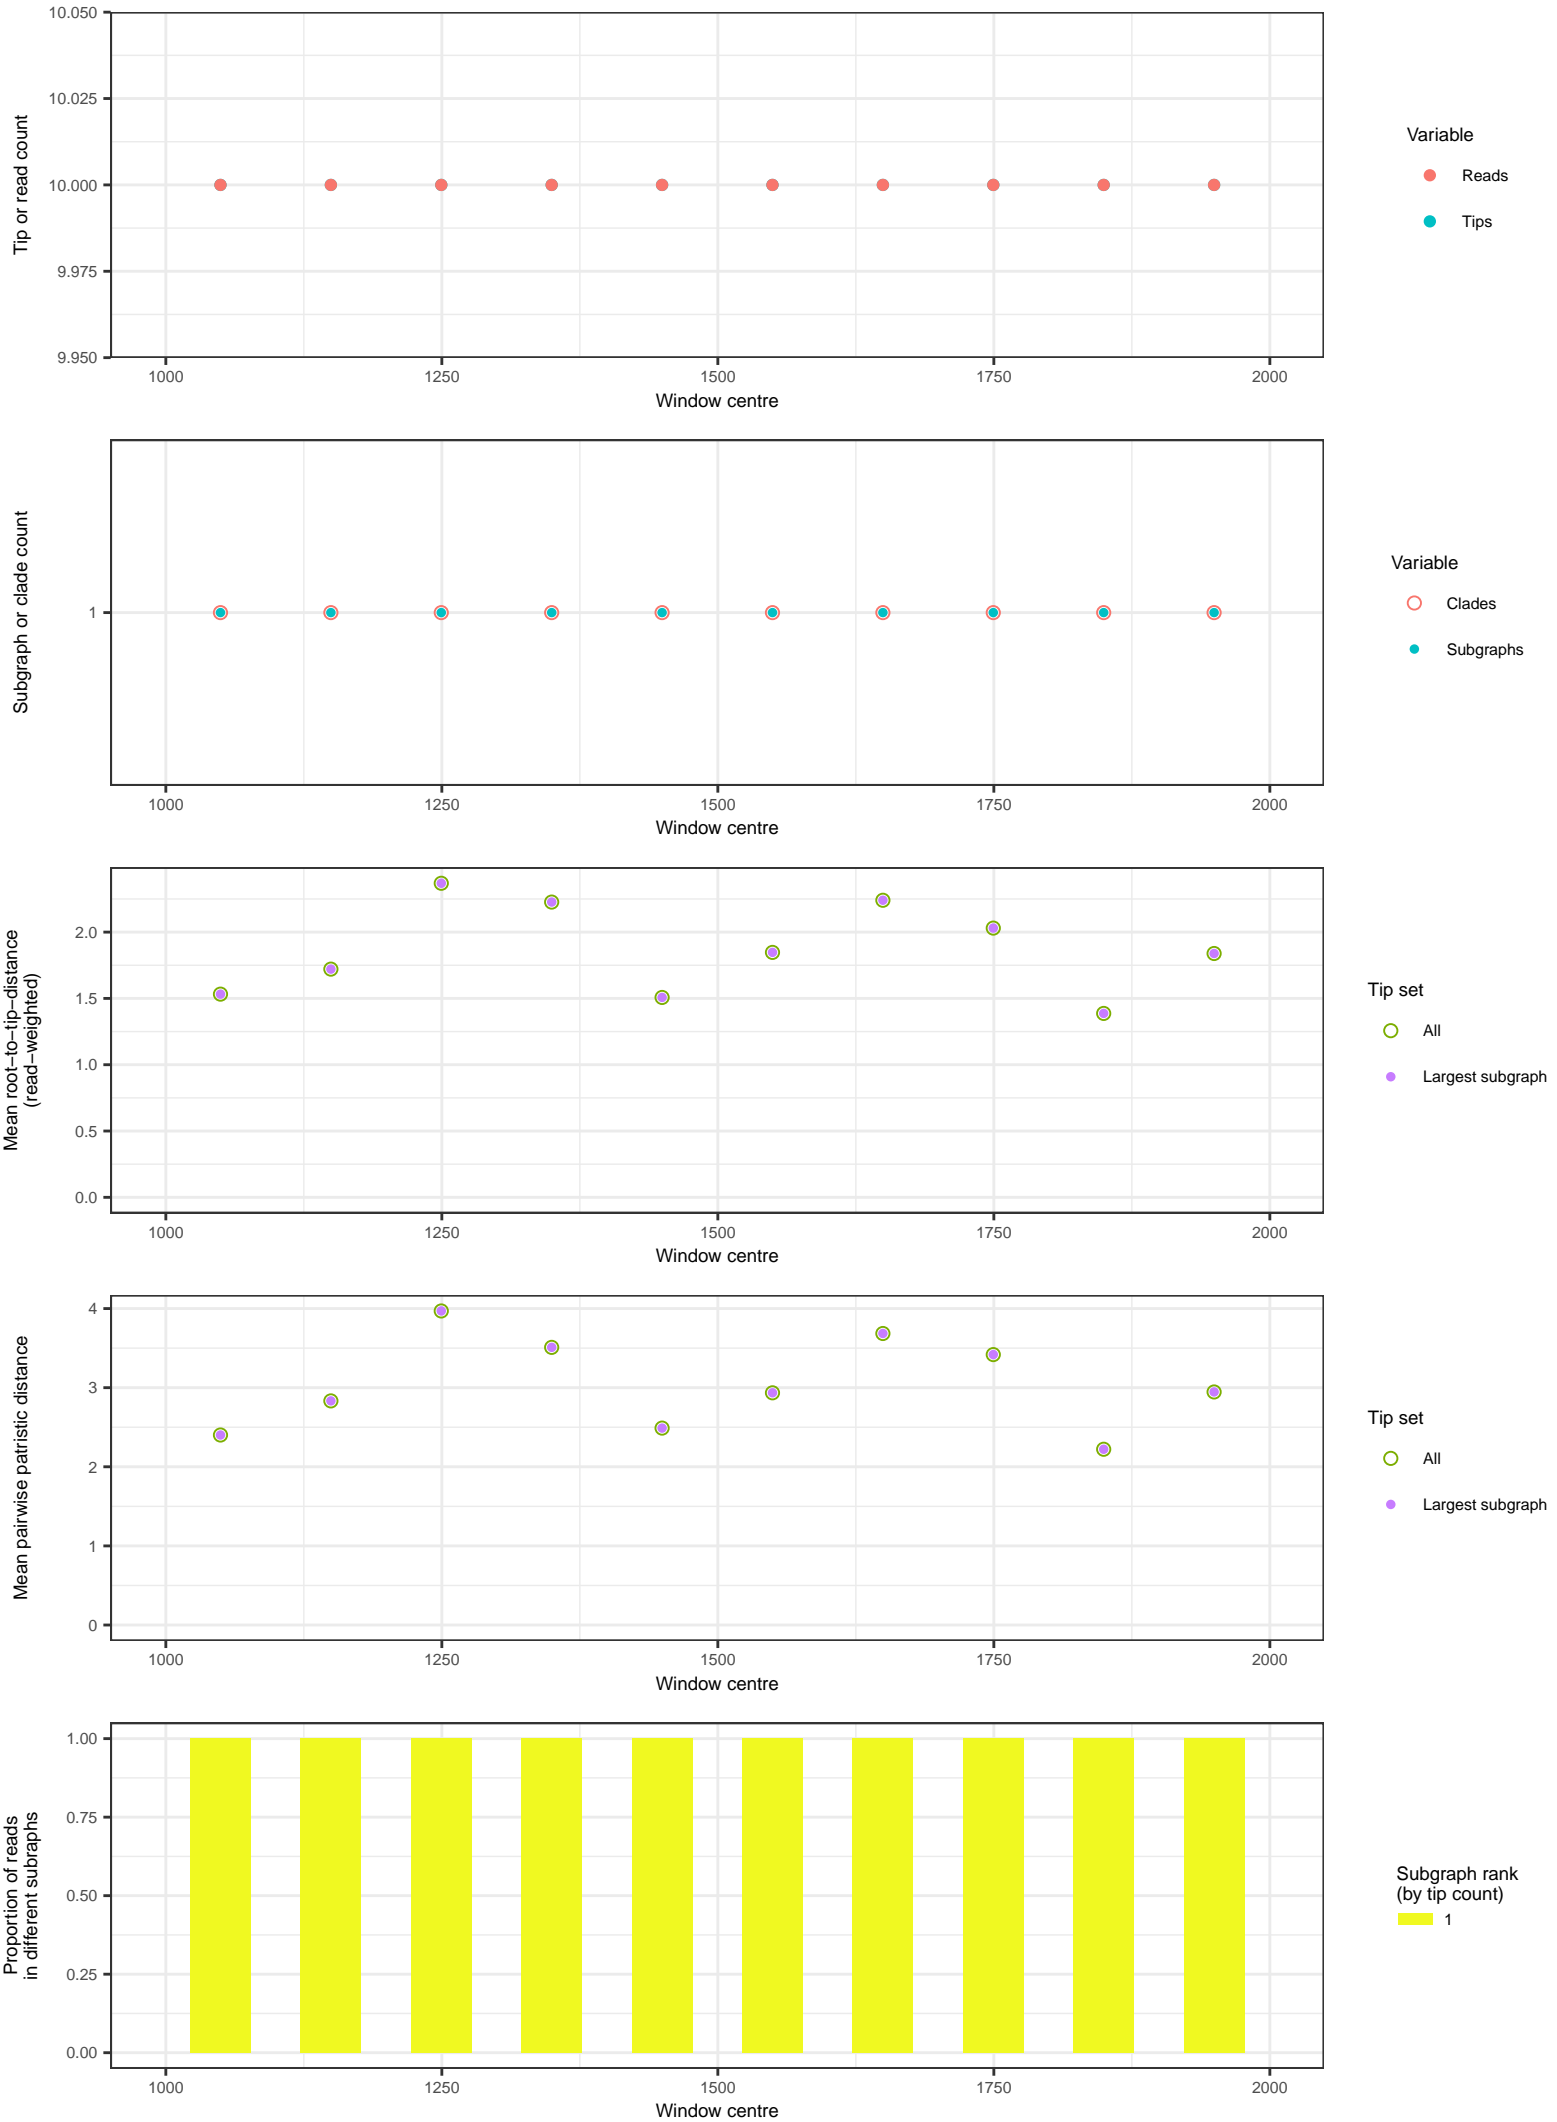 10.050
10.025
10.000
9.975
9.950
Tip or read count
1000 1250 1500 1750 2000
Window centre
Variable
Reads
Tips
1
Subgraph or clade count
1000 1250 1500 1750 2000
Window centre
Variable
Clades
Subgraphs
2.0
1.5
1.0
0.5
0.0
Mean root−to−tip−distance
(read−weighted)
1000 1250 1500 1750 2000
Window centre
Tip set
All
Largest subgraph
4
3
2
1
0
Mean pairwise patristic distance
1000 1250 1500 1750 2000
Window centre
Tip set
All
Largest subgraph
1.00
0.75
0.50
0.25
0.00
Proportion of reads
in different subraphs
1000 1250 1500 1750 2000
Window centre
Subgraph rank
(by tip count)
1